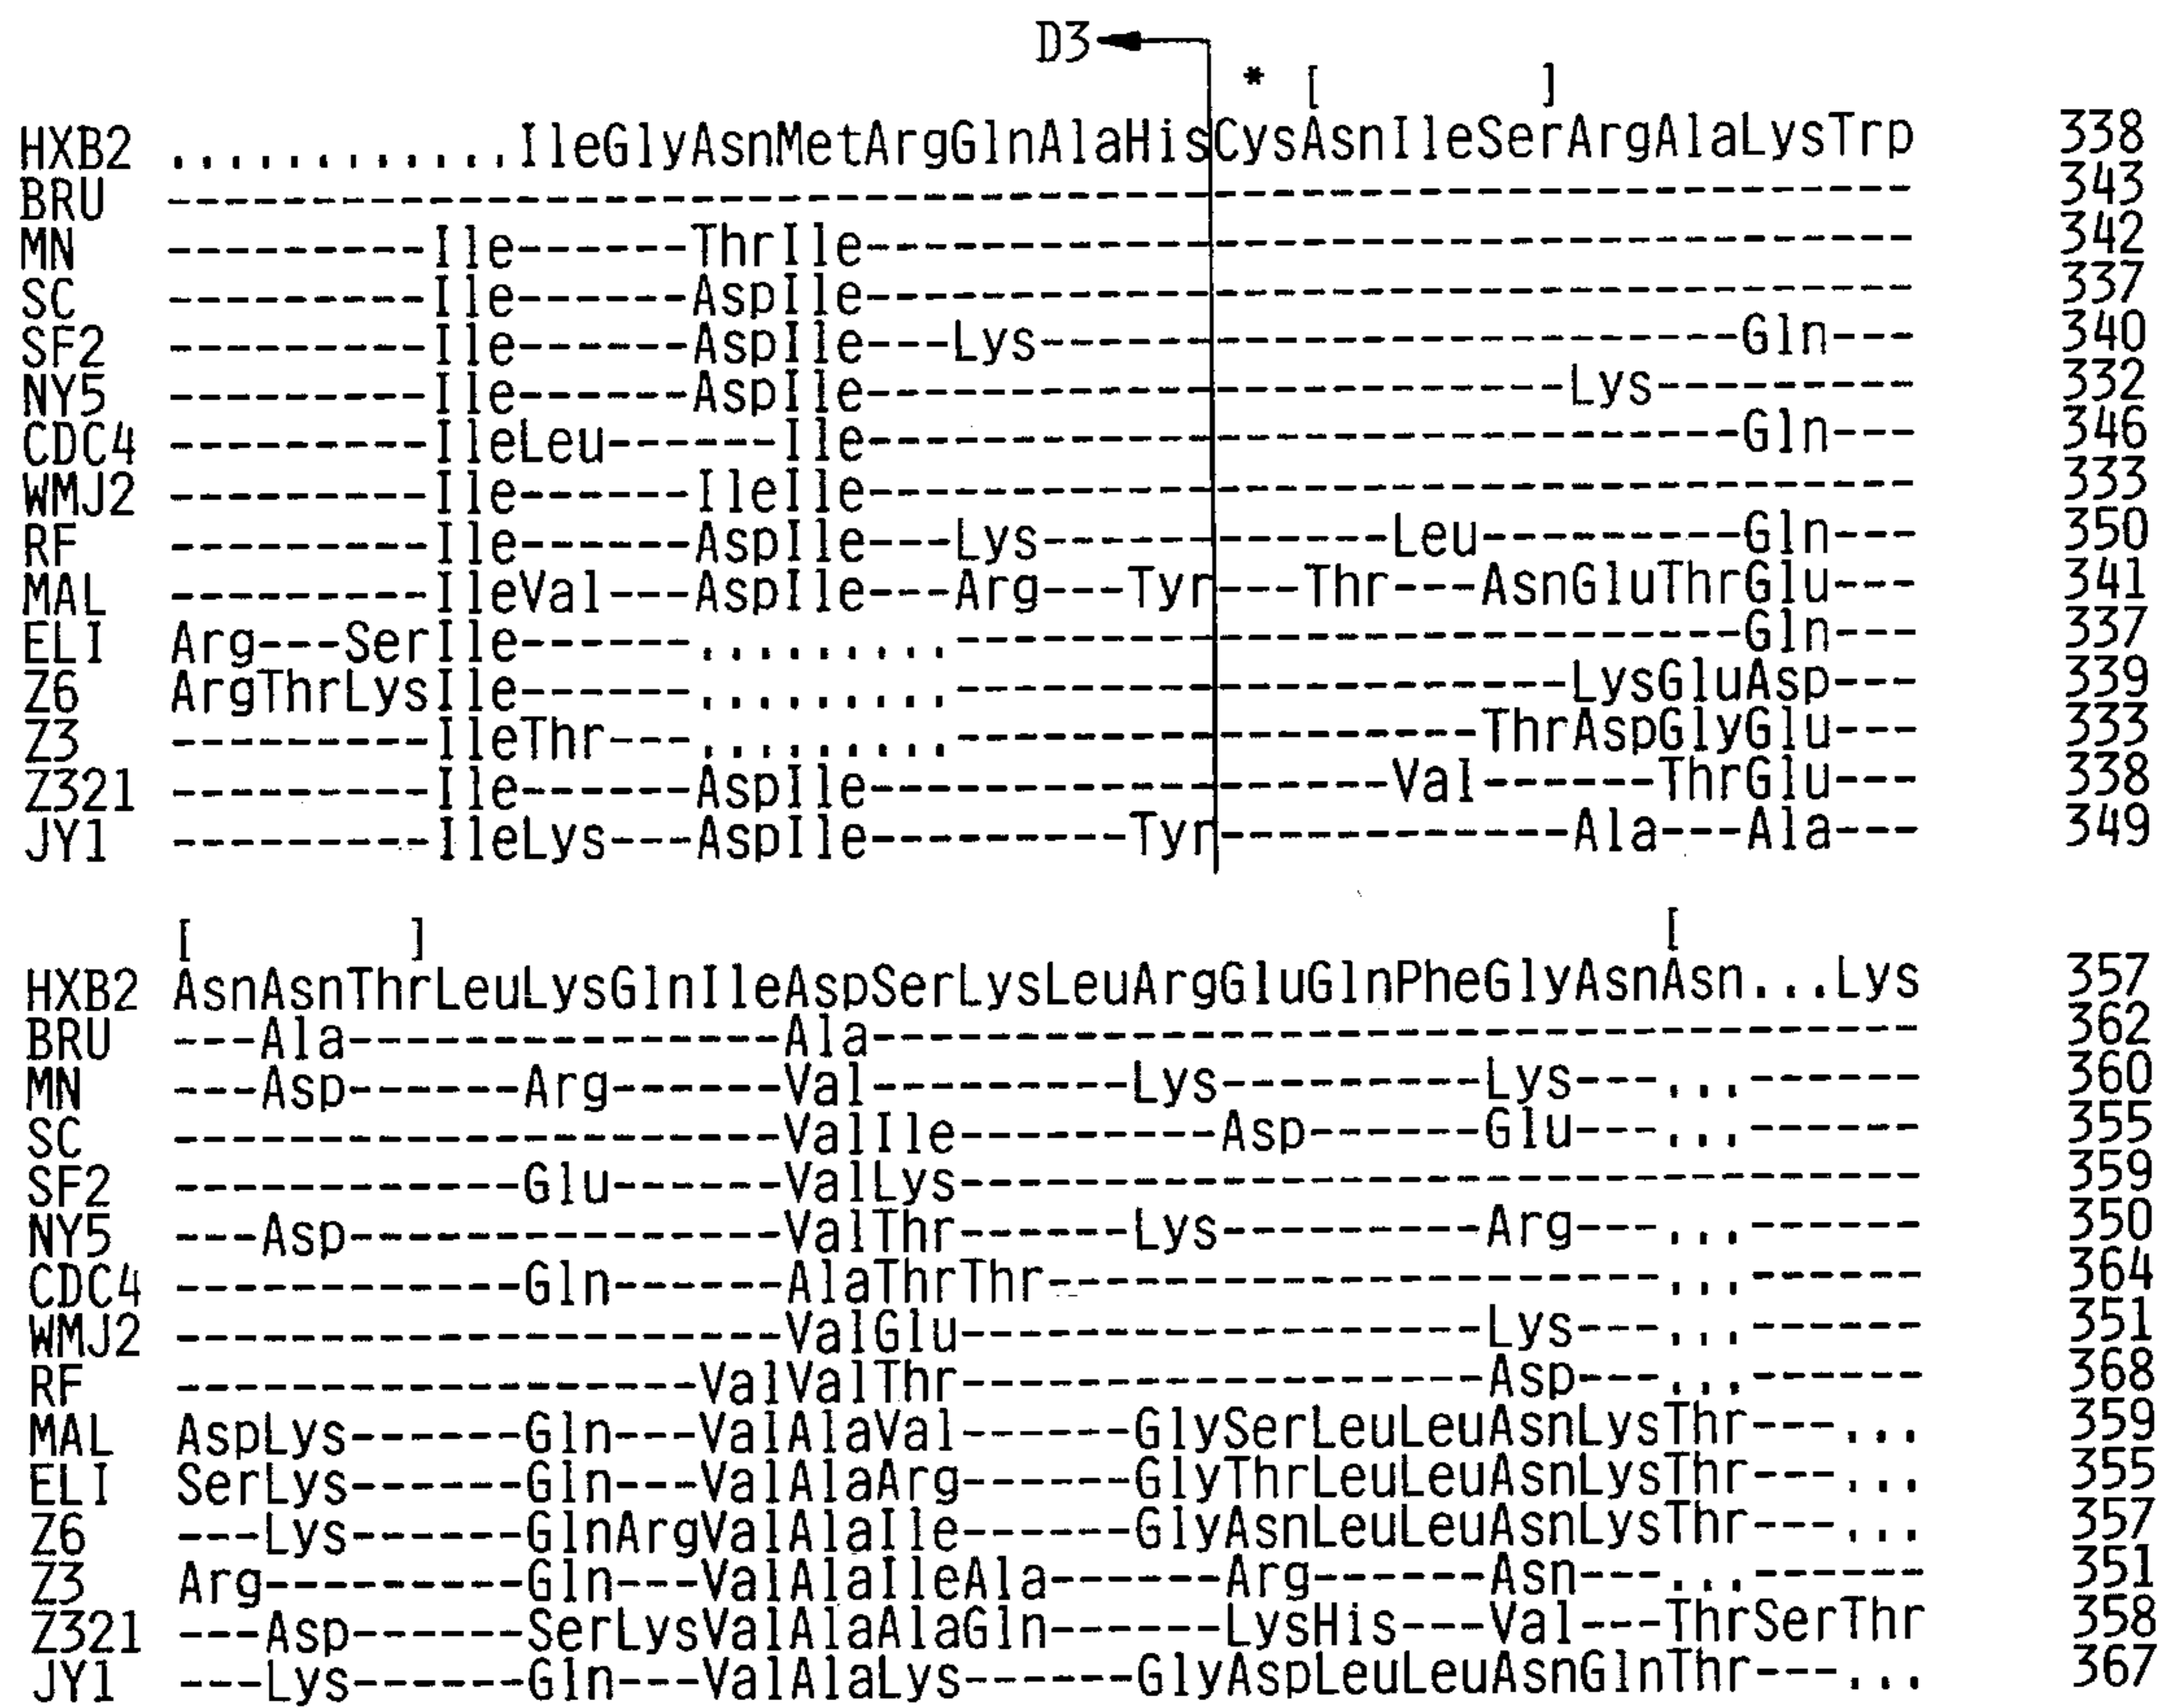 D3
* [ ]
HXB2 ............IleGlyAsnMetArgGlnAlaHisCysAsnIleSerArgAlaLysTrp 338
BRU ------------------------------------------------------------ 343
MN ---------Ile------ThrIle------------------------------------ 342
SC ---------Ile------AspIle------------------------------------ 337
SF2 ---------Ile------AspIle---Lys------------------------Gln--- 340
NY5 ---------Ile------AspIle------------------------Lys--------- 332
CDC4 ---------IleLeu------Ile------------------------------Gln--- 346
WMJ2 ---------Ile------IleIle------------------------------------ 333
RF ---------Ile------AspIle---Lys------------Leu---------Gln--- 350
MAL ---------IleVal---AspIle---Arg---Tyr---Thr---AsnGluThrGlu--- 341
ELI Arg---SerIle------.........---------------------------Gln--- 337
Z6 ArgThrLysIle------.........---------------------LysGluAsp--- 339
Z3 ---------IleThr---.........------------------ThrAspGlyGlu--- 333
Z321 ---------Ile------AspIle------------------Val------ThrGlu--- 338
JY1 ---------IleLys---AspIle---------Tyr------------Ala---Ala--- 349
[ ] [
HXB2 AsnAsnThrLeuLysGlnIleAspSerLysLeuArgGluGlnPheGlyAsnAsn...Lys 357
BRU ---Ala---------------Ala------------------------------------ 362
MN ---Asp------Arg------Val---------Lys---------Lys---...------ 360
SC ---------------------ValIle---------Asp------Glu---...------ 355
SF2 ------------Glu------ValLys--------------------------------- 359
NY5 ---Asp---------------ValThr------Lys---------Arg---...------ 350
CDC4 ------------Gln------AlaThrThr---------------------...------ 364
WMJ2 ---------------------ValGlu------------------Lys---...------ 351
RF ------------------ValValThr------------------Asp---...------ 368
MAL AspLys------Gln---ValAlaVal------GlySerLeuLeuAsnLysThr---... 359
ELI SerLys------Gln---ValAlaArg------GlyThrLeuLeuAsnLysThr---... 355
Z6 ---Lys------GlnArgValAlaIle------GlyAsnLeuLeuAsnLysThr---... 357
Z3 Arg---------Gln---ValAlaIleAla------Arg------Asn---...------ 351
Z321 ---Asp------SerLysValAlaAlaGln------LysHis---Val---ThrSerThr 358
JY1 ---Lys------Gln---ValAlaLys------GlyAspLeuLeuAsnGlnThr---... 367